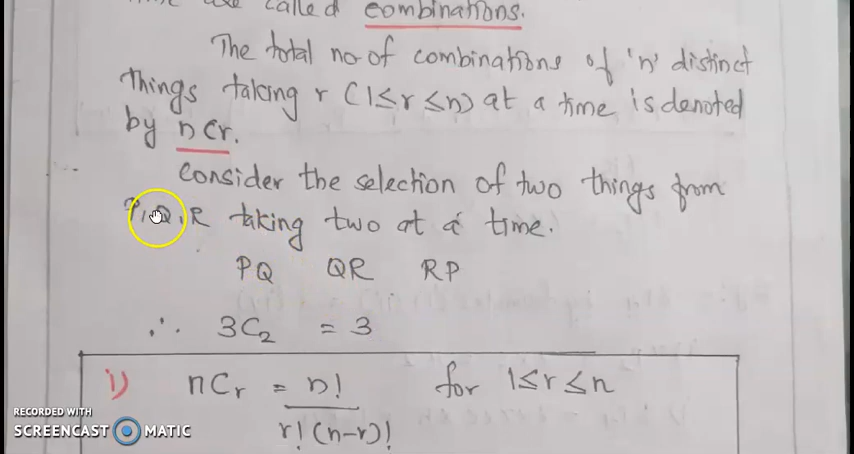 are called combinations.
The total no of combinations of 'n' distinct
things taking r (1≤r≤n) at a time is denoted
by nCr.
Consider the selection of two things from
P, Q, R taking two at a time.
PQ QR RP
∴ 3C₂ = 3
i) nCr = n! / r!(n-r)! for 1≤r≤n
RECORDED WITH
SCREENCAST MATIC